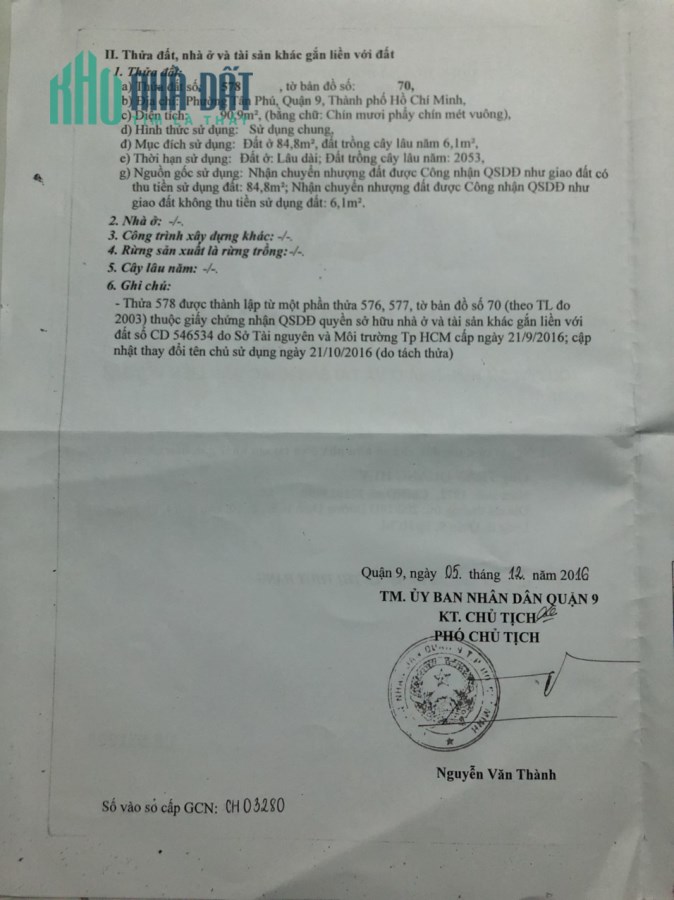 II. Thửa đất, nhà ở và tài sản khác gắn liền với đất
1. Thửa đất:
KHO NHÀ ĐẤT
TÌM LÀ THẤY
a) Thửa đất số: 578 , tờ bản đồ số: 70,
b) Địa chỉ: Phường Tân Phú, Quận 9, Thành phố Hồ Chí Minh,
c) Diện tích: 90,9m², (bằng chữ: Chín mươi phẩy chín mét vuông),
d) Hình thức sử dụng: Sử dụng chung,
đ) Mục đích sử dụng: Đất ở 84,8m², đất trồng cây lâu năm 6,1m²,
e) Thời hạn sử dụng: Đất ở: Lâu dài; Đất trồng cây lâu năm: 2053,
g) Nguồn gốc sử dụng: Nhận chuyển nhượng đất được Công nhận QSDĐ như giao đất có
thu tiền sử dụng đất: 84,8m²; Nhận chuyển nhượng đất được Công nhận QSDĐ như
giao đất không thu tiền sử dụng đất: 6,1m².
2. Nhà ở: -/-.
3. Công trình xây dựng khác: -/-.
4. Rừng sản xuất là rừng trồng: -/-.
5. Cây lâu năm: -/-.
6. Ghi chú:
- Thửa 578 được thành lập từ một phần thửa 576, 577, tờ bản đồ số 70 (theo TL đo
2003) thuộc giấy chứng nhận QSDĐ quyền sở hữu nhà ở và tài sản khác gắn liền với
đất số CD 546534 do Sở Tài nguyên và Môi trường Tp HCM cấp ngày 21/9/2016; cập
nhật thay đổi tên chủ sử dụng ngày 21/10/2016 (do tách thửa)
Quận 9, ngày 05 tháng 12 năm 2016
TM. ỦY BAN NHÂN DÂN QUẬN 9
KT. CHỦ TỊCH
PHÓ CHỦ TỊCH
Nguyễn Văn Thành
Số vào sổ cấp GCN: CH03280